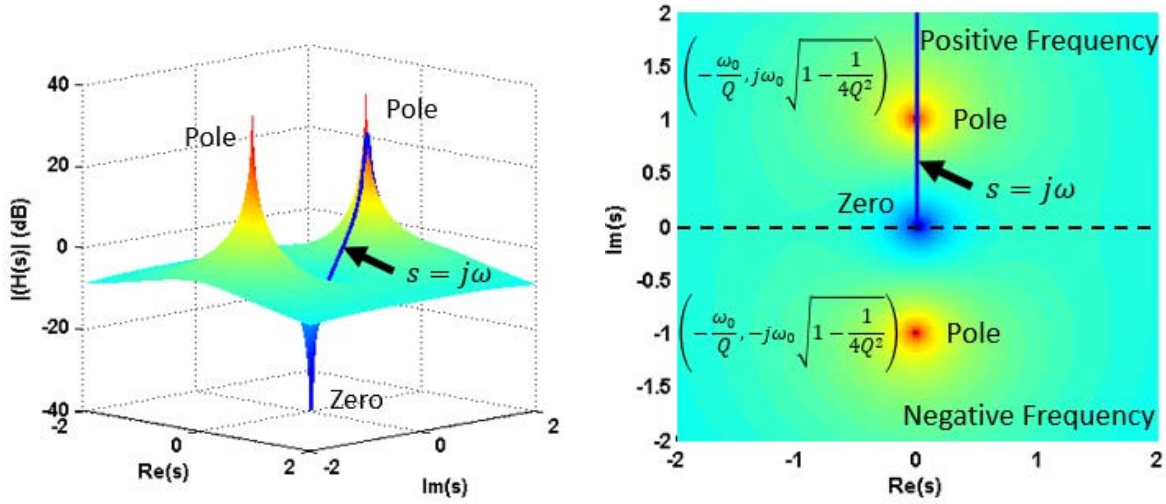 40
20
0
-20
-40
|(H(s)| (dB)
Pole
Pole
s = jω
Zero
-2
0
2
Re(s)
-2
0
2
Im(s)
2
1.5
1
0.5
0
-0.5
-1
-1.5
-2
Im(s)
Positive Frequency
(-ω₀/Q, jω₀√(1 - 1/4Q²))
Pole
s = jω
Zero
(-ω₀/Q, -jω₀√(1 - 1/4Q²))
Pole
Negative Frequency
-2
-1
0
1
2
Re(s)